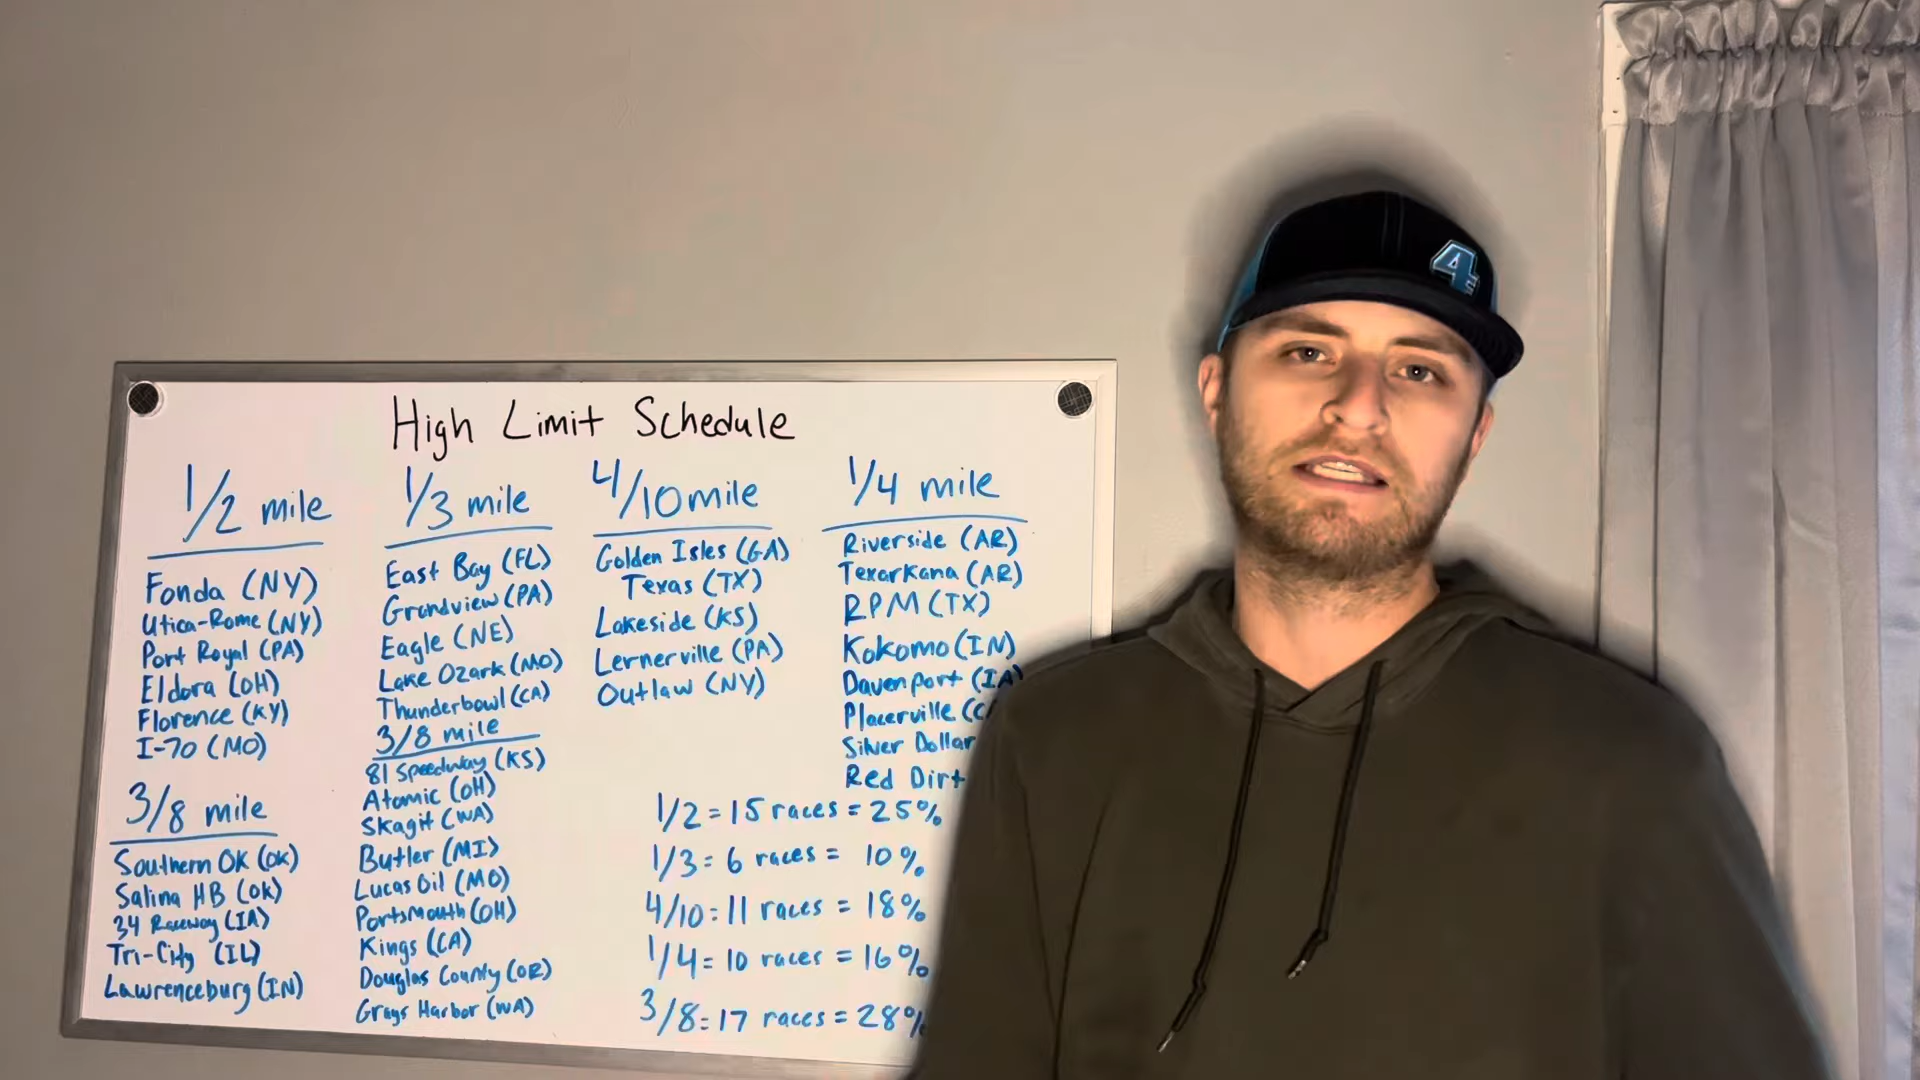 High Limit Schedule
1/2 mile
Fonda (NY)
Utica-Rome (NY)
Port Royal (PA)
Eldora (OH)
Florence (KY)
I-70 (MO)
3/8 mile
Southern OK (OK)
Salina HB (OK)
34 Raceway (IA)
Tri-City (IL)
Lawrenceburg (IN)
1/3 mile
East Bay (FL)
Grandview (PA)
Eagle (NE)
Lake Ozark (MO)
Thunderbowl (CA)
3/8 mile
81 Speedway (KS)
Atomic (OH)
Skagit (WA)
Butler (MI)
Lucas Oil (MO)
Portsmouth (OH)
Kings (CA)
Douglas County (OR)
Grays Harbor (WA)
4/10 mile
Golden Isles (GA)
Texas (TX)
Lakeside (KS)
Lernerville (PA)
Outlaw (NY)
1/4 mile
Riverside (AR)
Texarkana (AR)
RPM (TX)
Kokomo (IN)
Davenport (IA)
Placerville (C
Silver Dollar
Red Dirt
1/2 = 15 races = 25%
1/3 = 6 races = 10%
4/10 = 11 races = 18%
1/4 = 10 races = 16%
3/8 = 17 races = 28%
4